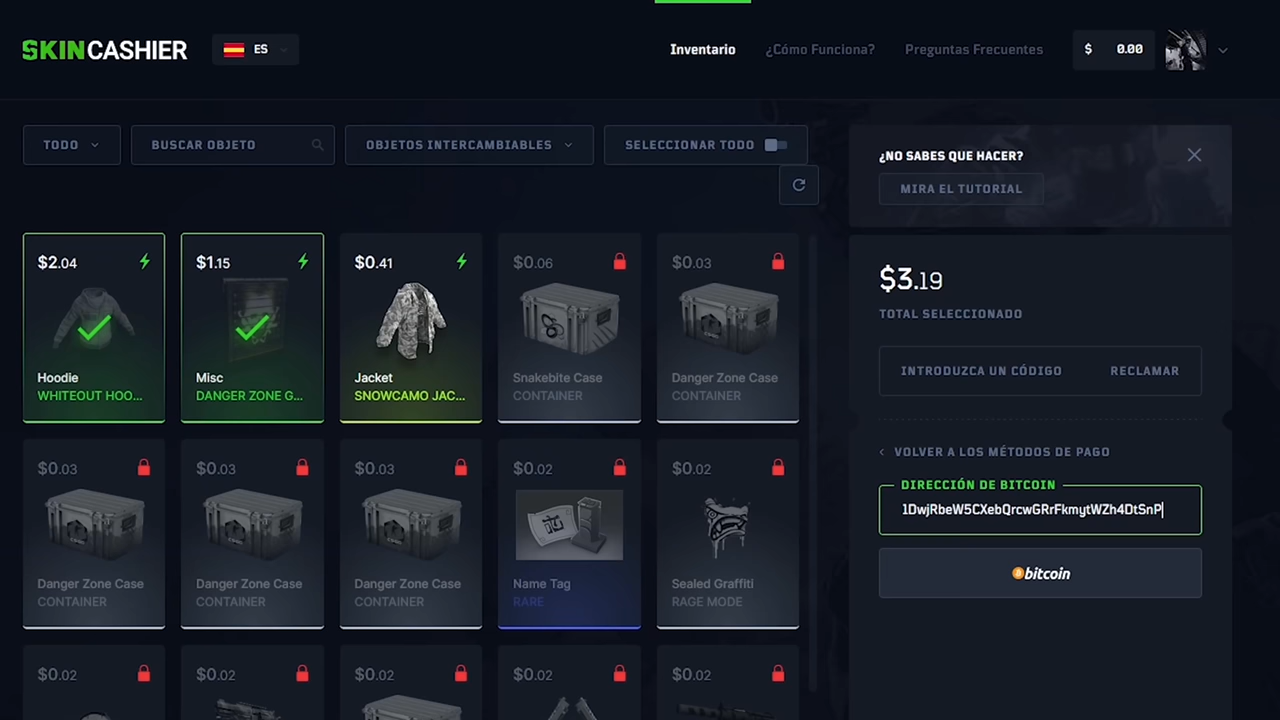 SKINCASHIER
ES
Inventario
¿Cómo Funciona?
Preguntas Frecuentes
$ 0.00
TODO
BUSCAR OBJETO
OBJETOS INTERCAMBIABLES
SELECCIONAR TODO
¿NO SABES QUE HACER?
MIRA EL TUTORIAL
$2.04
Hoodie
WHITEOUT HOO...
$1.15
Misc
DANGER ZONE G...
$0.41
Jacket
SNOWCAMO JAC...
$0.06
Snakebite Case
CONTAINER
$0.03
Danger Zone Case
CONTAINER
$0.03
Danger Zone Case
CONTAINER
$0.03
Danger Zone Case
CONTAINER
$0.03
Danger Zone Case
CONTAINER
$0.02
Name Tag
RARE
$0.02
Sealed Graffiti
RAGE MODE
$0.02
$0.02
$0.02
$0.02
$0.02
$3.19
TOTAL SELECCIONADO
INTRODUZCA UN CÓDIGO
RECLAMAR
VOLVER A LOS MÉTODOS DE PAGO
DIRECCIÓN DE BITCOIN
1DwjRbeW5CXebQrcwGRrFkmytWZh4DtSnP
bitcoin